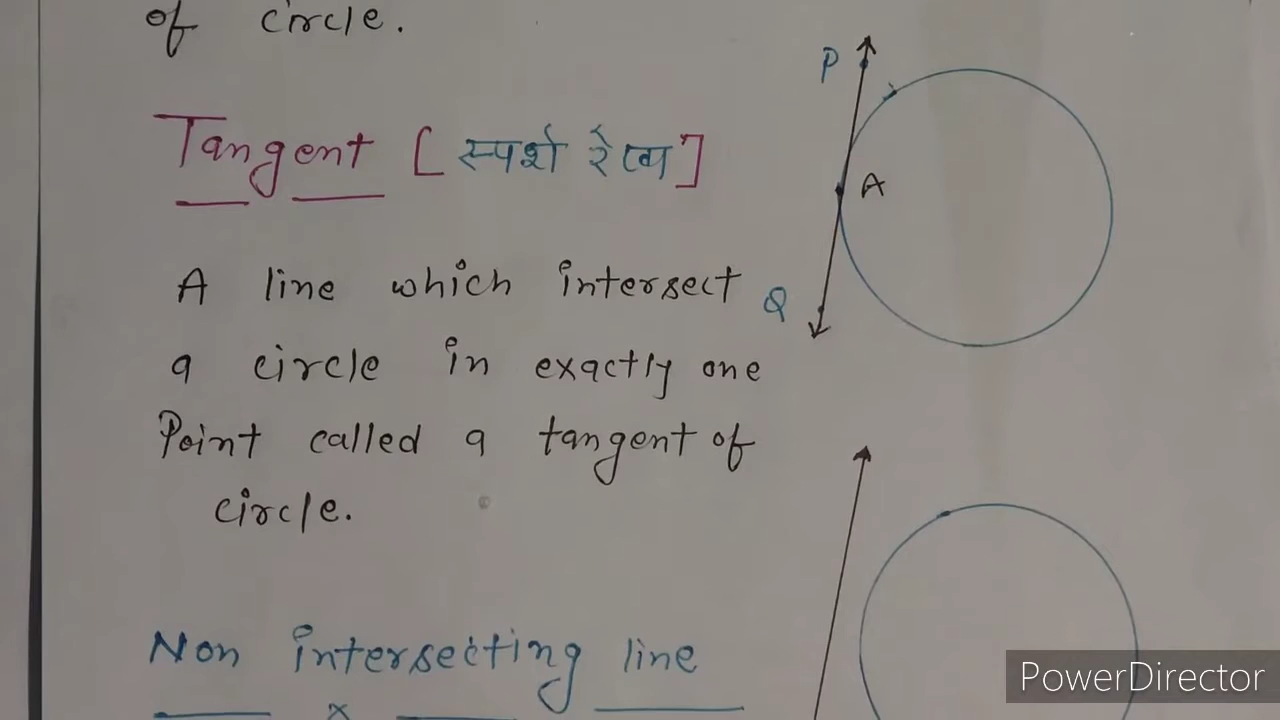 of circle.
Tangent [स्पर्श रेखा]
A line which intersect
a circle in exactly one
Point called a tangent of
circle.
Non intersecting line
P
A
Q
PowerDirector